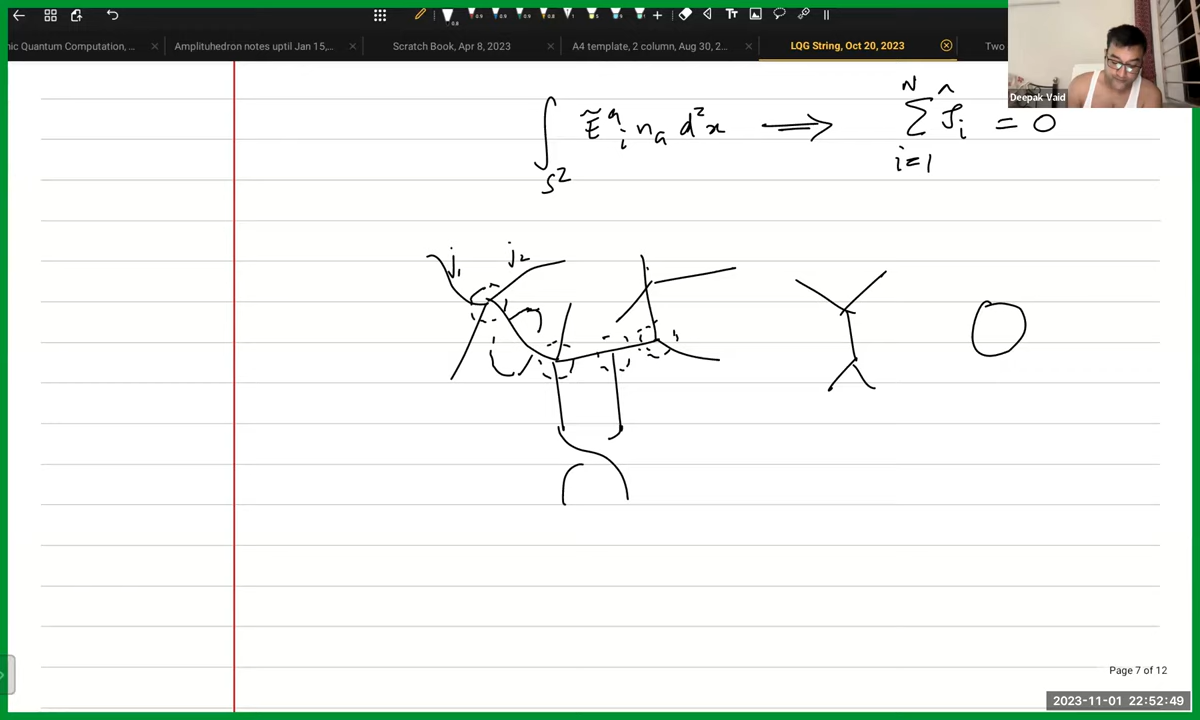 nic Quantum Computation, ... Amplituhedron notes uptil Jan 15,... Scratch Book, Apr 8, 2023 A4 template, 2 column, Aug 30, 2... LQG String, Oct 20, 2023 Two
Deepak Vaid
∫_{S²} Ẽ^a_i n_a d²x ⟹ Σ_{i=1}^{N} Ĵ_i = 0
j₁ j₂
Page 7 of 12
2023-11-01 22:52:49